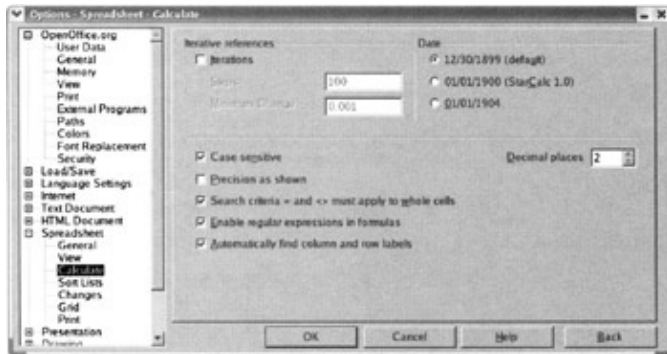 Options - Spreadsheet - Calculate
OpenOffice.org
User Data
General
Memory
View
Print
External Programs
Paths
Colors
Font Replacement
Security
Load/Save
Language Settings
Internet
Text Document
HTML Document
Spreadsheet
General
View
Calculate
Sort Lists
Changes
Grid
Print
Presentation
Drawing
Iterative references
Iterations
Steps
100
Minimum Change
0.001
Date
12/30/1899 (default)
01/01/1900 (StarCalc 1.0)
01/01/1904
Case sensitive
Decimal places
2
Precision as shown
Search criteria = and <> must apply to whole cells
Enable regular expressions in formulas
Automatically find column and row labels
OK
Cancel
Help
Back